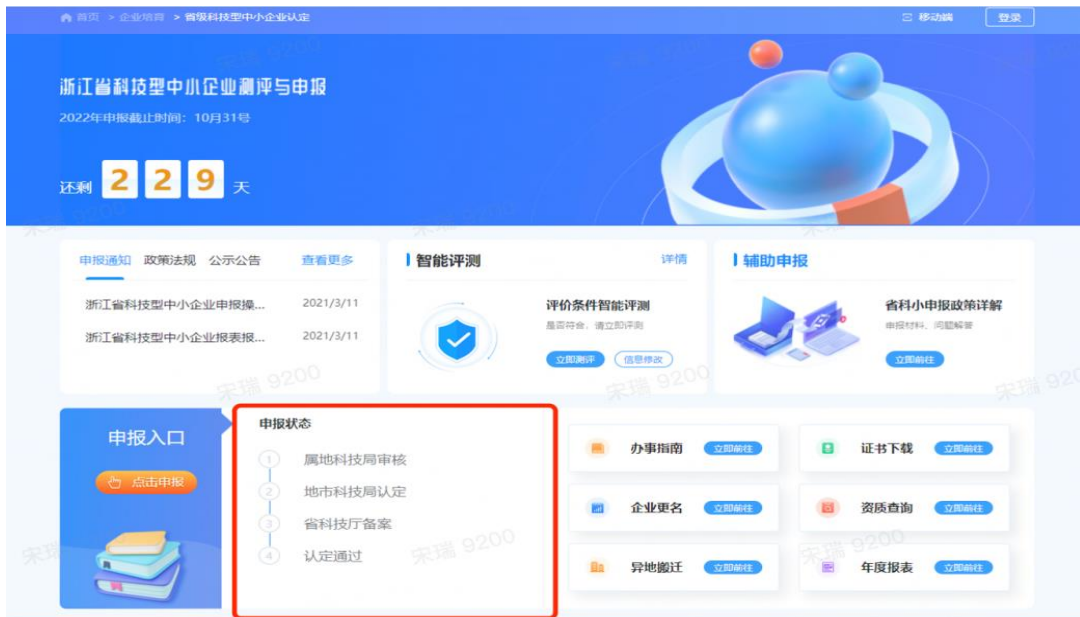 首页 > 企业培育 > 省级科技型中小企业认定
移动端
登录
浙江省科技型中小企业测评与申报
2022年申报截止时间：10月31号
还剩 2 2 9 天
申报通知 政策法规 公示公告 查看更多
浙江省科技型中小企业申报操... 2021/3/11
浙江省科技型中小企业报表报... 2021/3/11
智能评测 详情
评价条件智能评测
是否符合，请立即评测
立即测评 信息修改
辅助申报
省科小申报政策详解
申报材料、问题解答
立即前往
申报入口
点击申报
申报状态
1 属地科技局审核
2 地市科技局认定
3 省科技厅备案
4 认定通过
办事指南 立即前往
证书下载 立即前往
企业更名 立即前往
资质查询 立即前往
异地搬迁 立即前往
年度报表 立即前往
宋瑞 9200